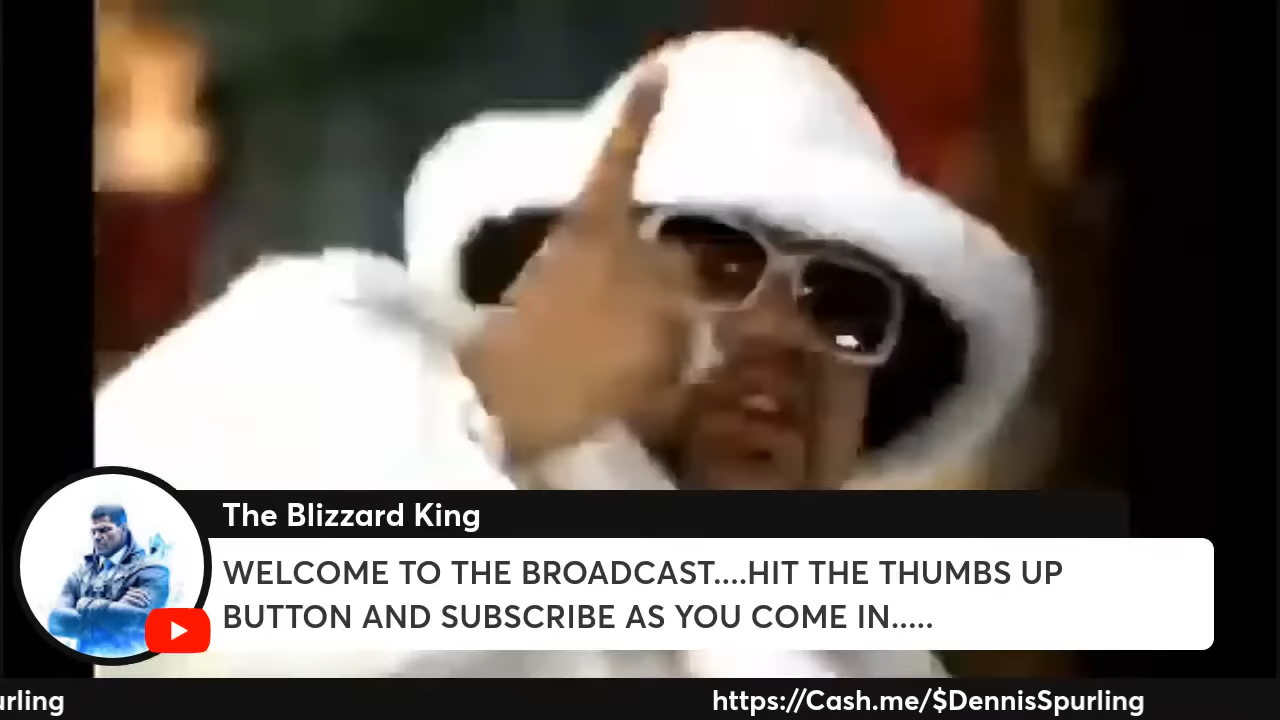 The Blizzard King
WELCOME TO THE BROADCAST....HIT THE THUMBS UP
BUTTON AND SUBSCRIBE AS YOU COME IN.....
urling https://Cash.me/$DennisSpurling